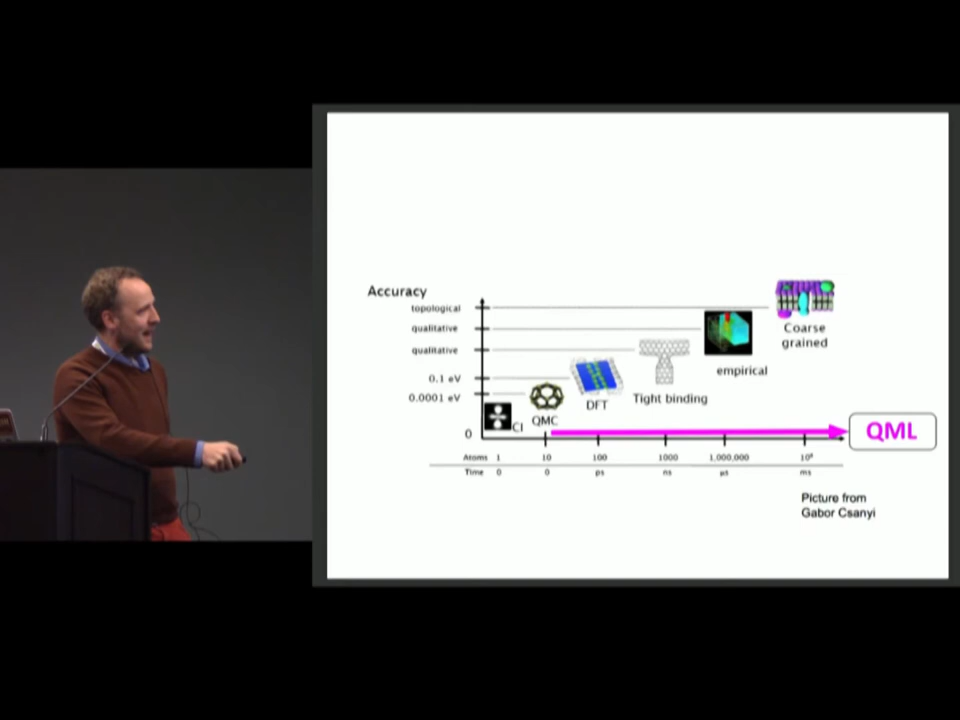 Accuracy
topological
qualitative
qualitative
0.1 eV
0.0001 eV
0
CI
QMC
DFT
Tight binding
empirical
Coarse
grained
QML
Atoms 1 10 100 1000 1,000,000
Time 0 0 ps ns μs ms
Picture from
Gabor Csanyi